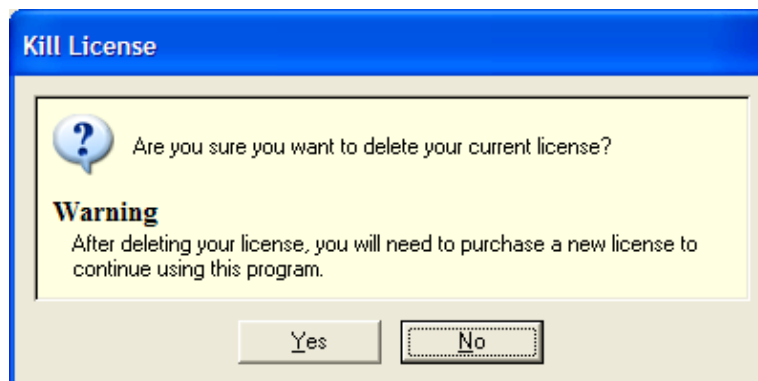 Kill License
Are you sure you want to delete your current license?
Warning
After deleting your license, you will need to purchase a new license to
continue using this program.
Yes
No